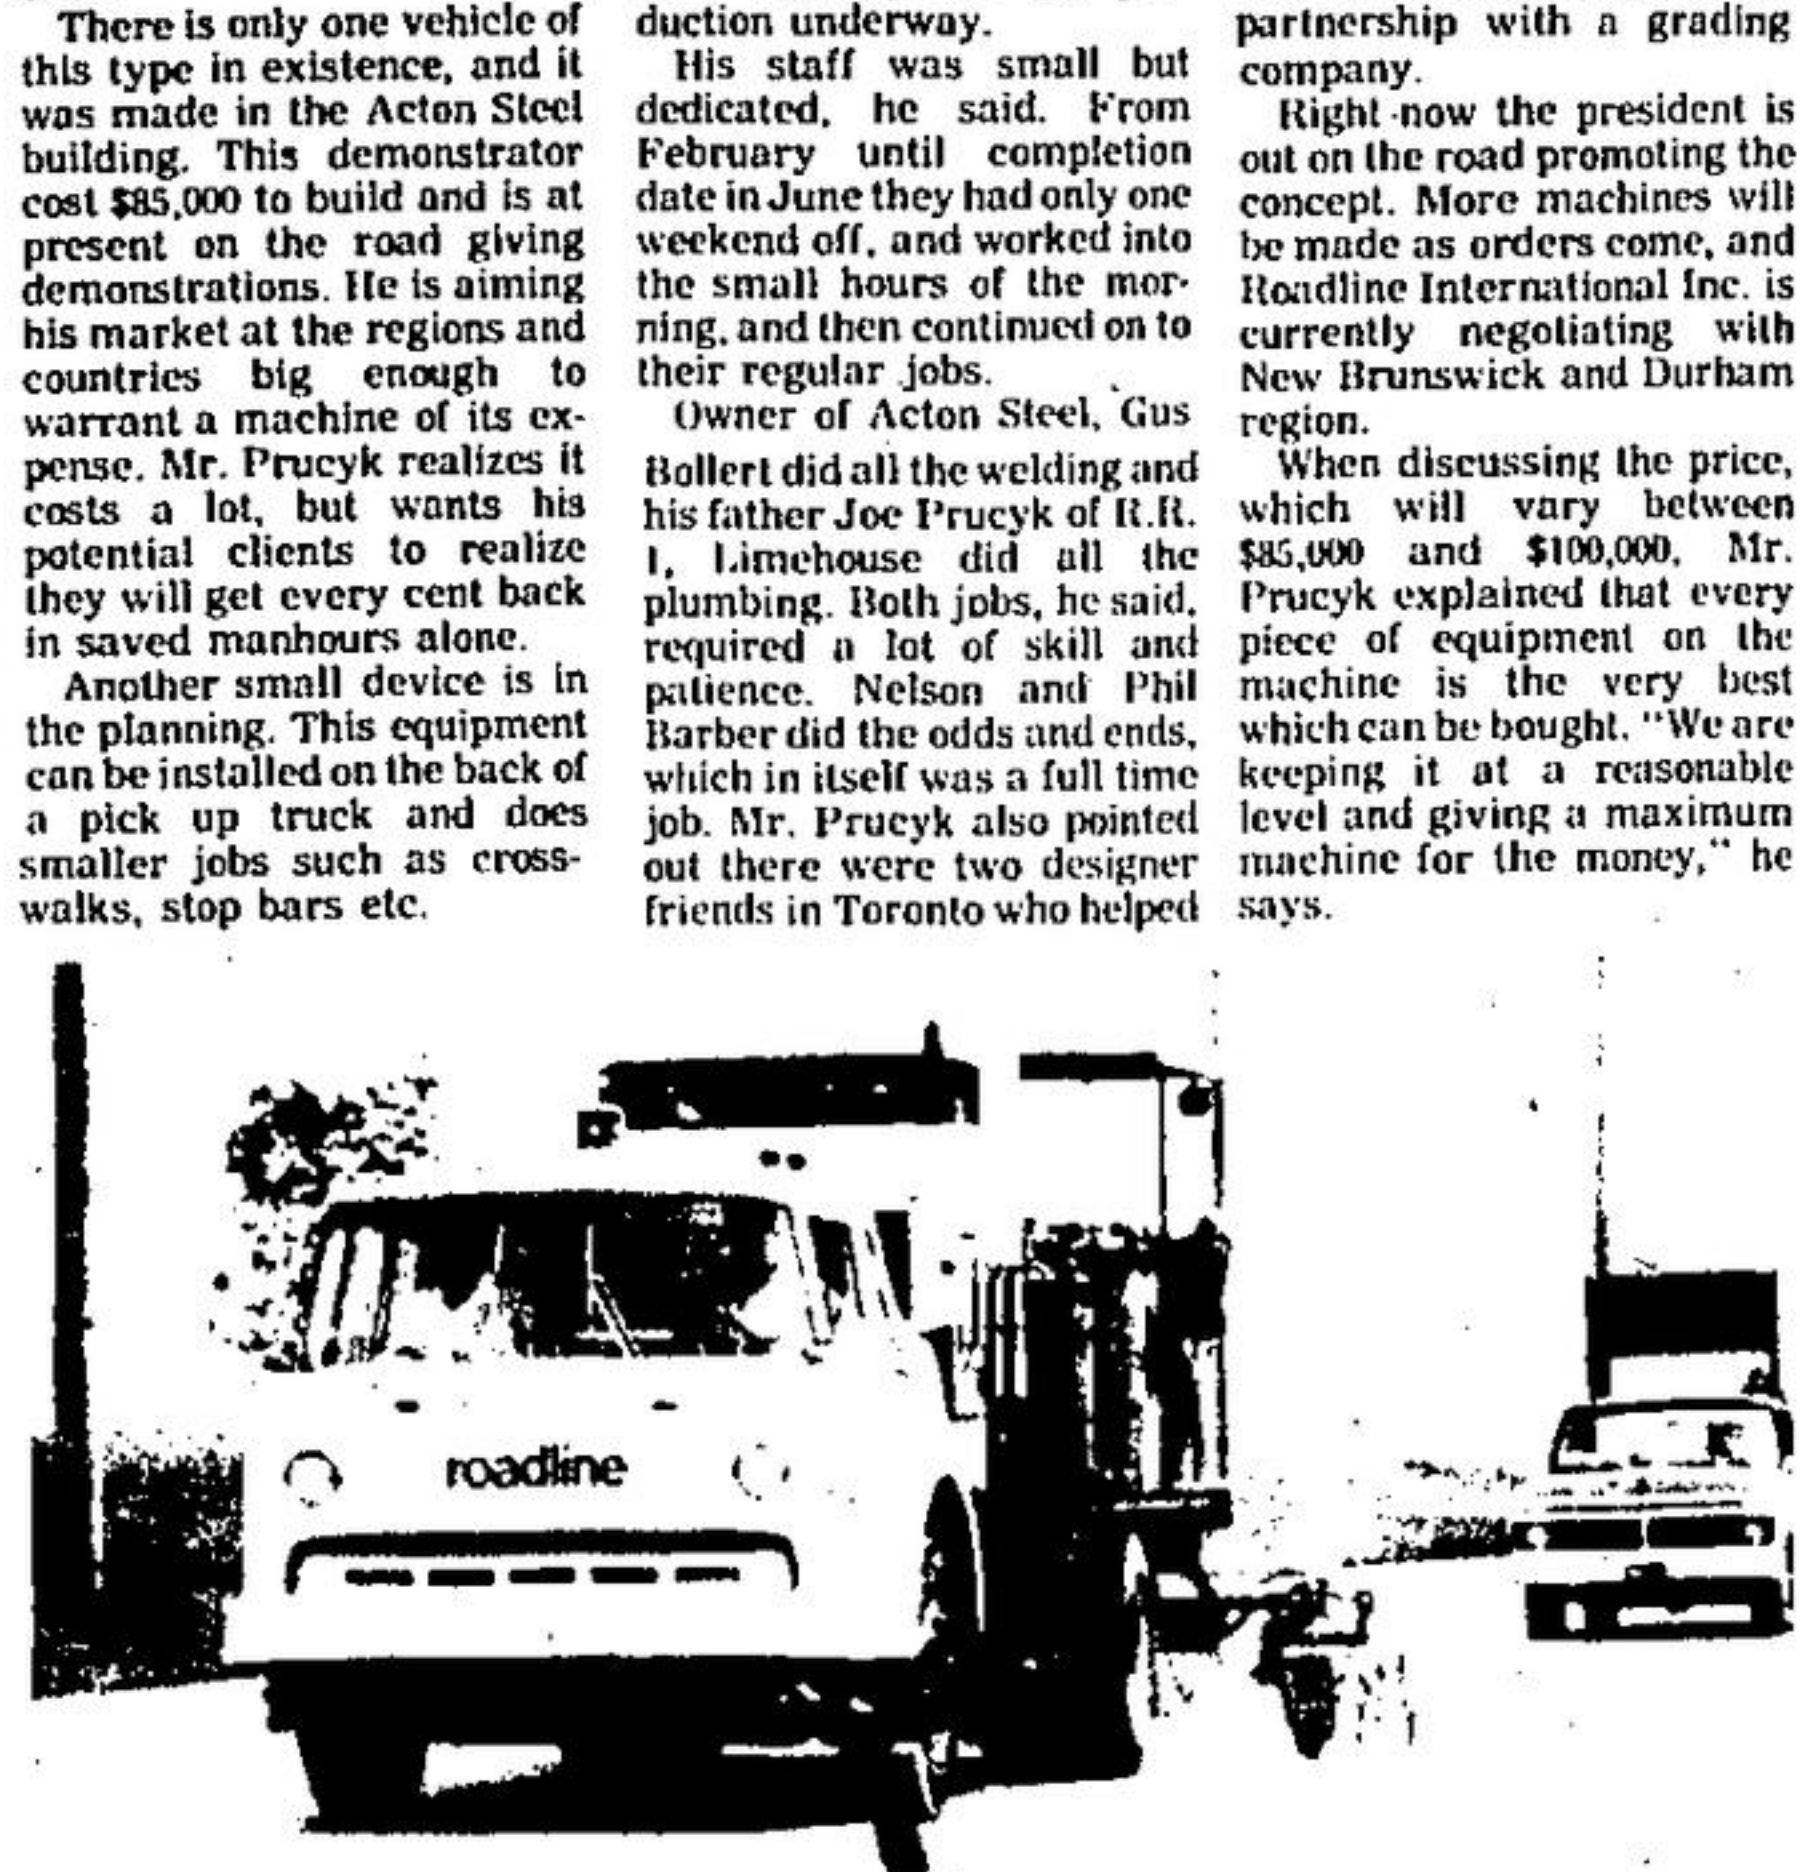 There is only one vehicle of
this type in existence, and it
was made in the Acton Steel
building. This demonstrator
cost $85,000 to build and is at
present on the road giving
demonstrations. He is aiming
his market at the regions and
countries big enough to
warrant a machine of its ex-
pense. Mr. Prucyk realizes it
costs a lot, but wants his
potential clients to realize
they will get every cent back
in saved manhours alone.
Another small device is in
the planning. This equipment
can be installed on the back of
a pick up truck and does
smaller jobs such as cross-
walks, stop bars etc.
duction underway.
His staff was small but
dedicated, he said. From
February until completion
date in June they had only one
weekend off, and worked into
the small hours of the mor-
ning, and then continued on to
their regular jobs.
Owner of Acton Steel, Gus
Bollert did all the welding and
his father Joe Prucyk of R.R.
1, Limehouse did all the
plumbing. Both jobs, he said,
required a lot of skill and
patience. Nelson and Phil
Barber did the odds and ends,
which in itself was a full time
job. Mr. Prucyk also pointed
out there were two designer
friends in Toronto who helped
partnership with a grading
company.
Right now the president is
out on the road promoting the
concept. More machines will
be made as orders come, and
Roadline International Inc. is
currently negotiating with
New Brunswick and Durham
region.
When discussing the price,
which will vary between
$85,000 and $100,000, Mr.
Prucyk explained that every
piece of equipment on the
machine is the very best
which can be bought. "We are
keeping it at a reasonable
level and giving a maximum
machine for the money," he
says.
roadline